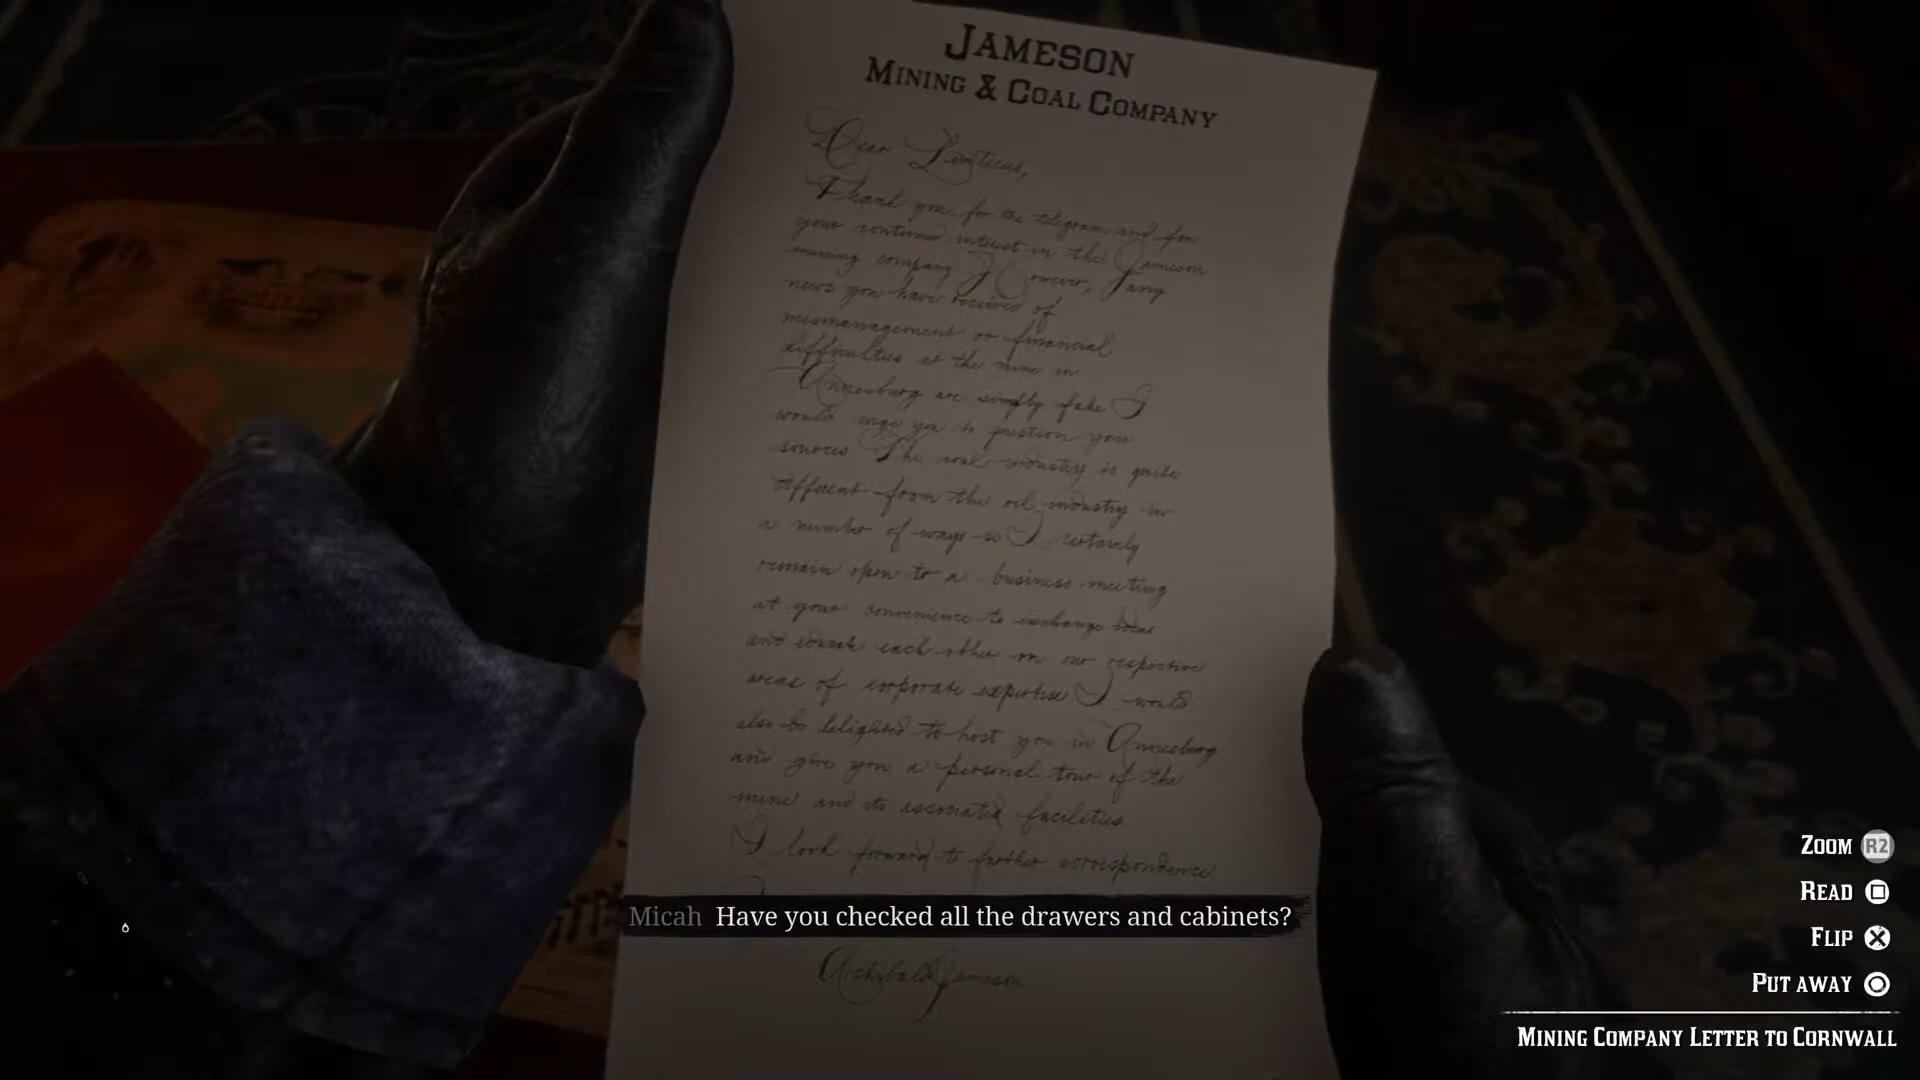 JAMESON
MINING & COAL COMPANY
Dear Leviticus,
Thank you for the telegram and for
your continued interest in the Jameson
mining company However, any
news you have received of
mismanagement or financial
difficulties at the mine in
Annesburg are simply fake I
would urge you to question your
sources The coal industry is quite
different from the oil industry in
a number of ways so I certainly
remain open to a business meeting
at your convenience to exchange ideas
and educate each other on our respective
areas of corporate expertise I would
also be delighted to host you in Annesburg
and give you a personal tour of the
mine and its associated facilities
I look forward to further correspondence
Micah Have you checked all the drawers and cabinets?
Archibald Jameson
ZOOM R2
READ
FLIP
PUT AWAY
MINING COMPANY LETTER TO CORNWALL